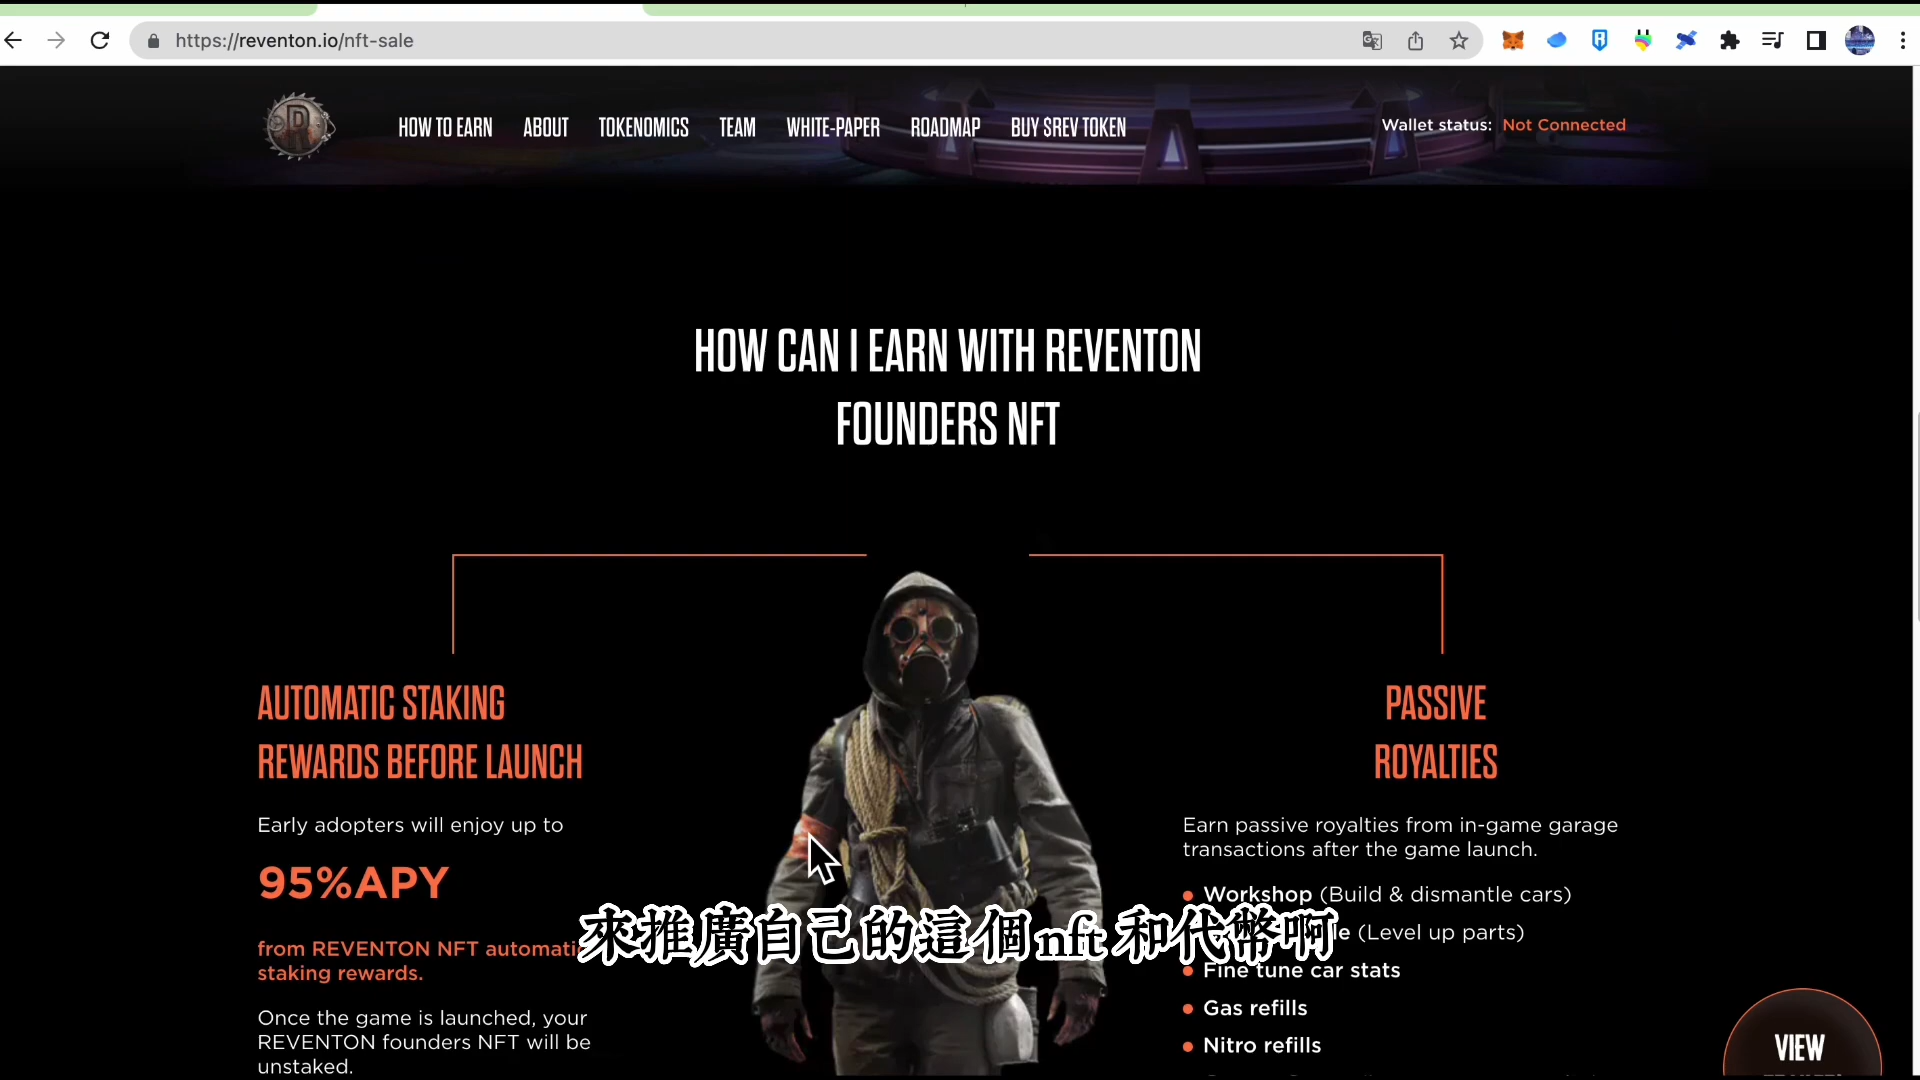 https://reventon.io/nft-sale
R
HOW TO EARN ABOUT TOKENOMICS TEAM WHITE-PAPER ROADMAP BUY $REV TOKEN
Wallet status: Not Connected
HOW CAN I EARN WITH REVENTON
FOUNDERS NFT
AUTOMATIC STAKING
REWARDS BEFORE LAUNCH
Early adopters will enjoy up to
95%APY
from REVENTON NFT automatic
staking rewards.
Once the game is launched, your
REVENTON founders NFT will be
unstaked.
PASSIVE
ROYALTIES
Earn passive royalties from in-game garage
transactions after the game launch.
Workshop (Build & dismantle cars)
(Level up parts)
Fine tune car stats
Gas refills
Nitro refills
來推廣自己的這個nft和代幣啊
VIEW